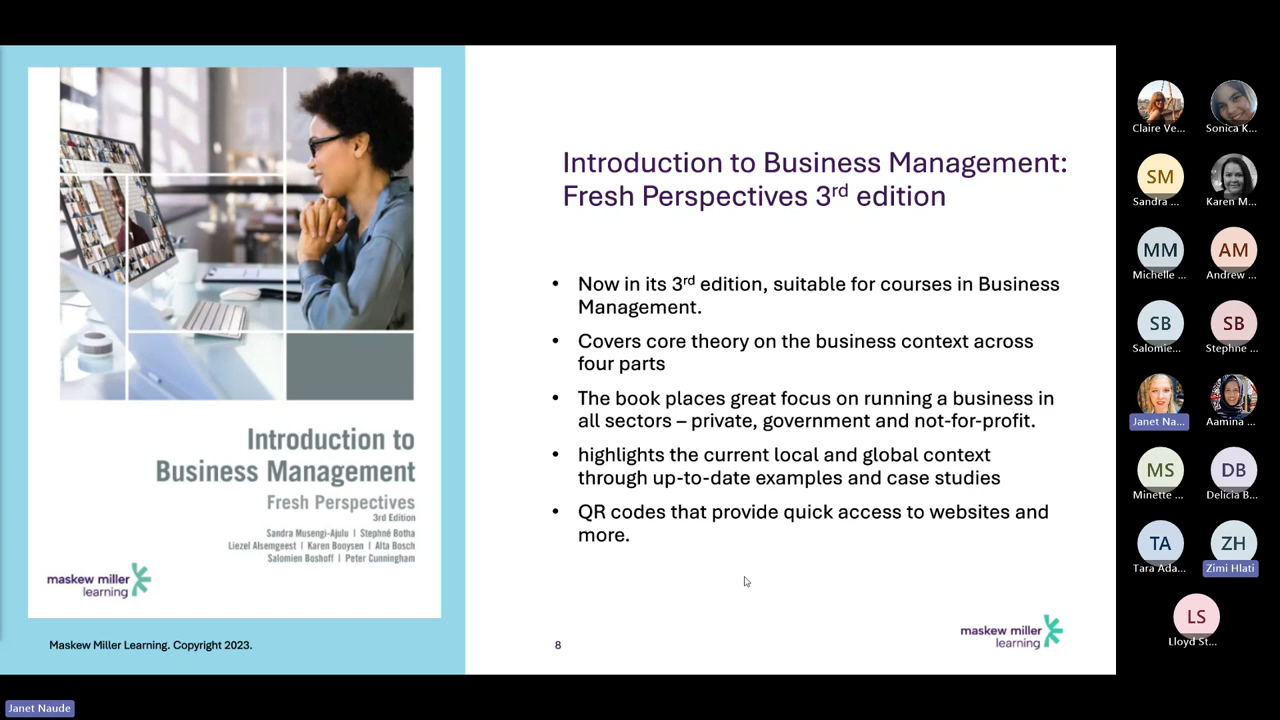 Introduction to
Business Management
Fresh Perspectives
3rd Edition
Sandra Musengi-Ajulu | Stephné Botha
Liezel Alsemgeest | Karen Booysen | Alta Bosch
Salomien Boshoff | Peter Cunningham
maskew miller
learning
Maskew Miller Learning. Copyright 2023.
Introduction to Business Management:
Fresh Perspectives 3rd edition
• Now in its 3rd edition, suitable for courses in Business
Management.
• Covers core theory on the business context across
four parts
• The book places great focus on running a business in
all sectors – private, government and not-for-profit.
• highlights the current local and global context
through up-to-date examples and case studies
• QR codes that provide quick access to websites and
more.
8
maskew miller
learning
Claire Ve...
Sonica K...
SM
Sandra ...
Karen M...
MM
Michelle ...
AM
Andrew ...
SB
Salomie...
SB
Stephne ...
Janet Na...
Aamina ...
MS
Minette ...
DB
Delicia B...
TA
Tara Ada...
ZH
Zimi Hlati
LS
Lloyd St...
Janet Naude